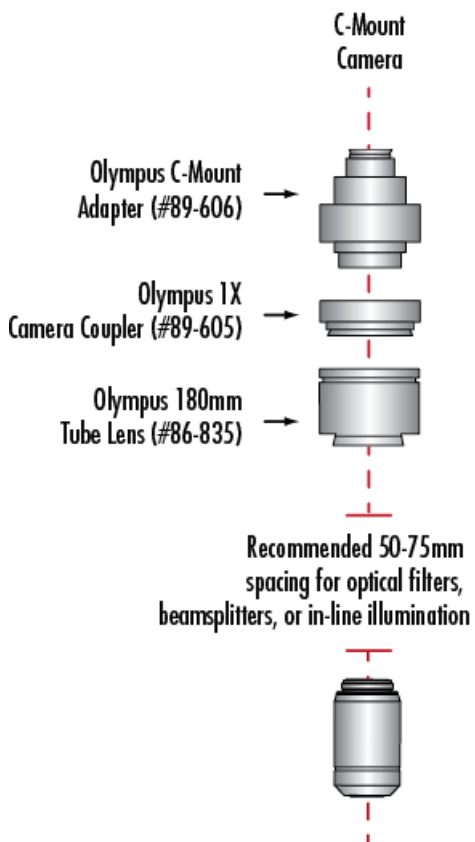 C-Mount
Camera
Olympus C-Mount
Adapter (#89-606)
Olympus 1X
Camera Coupler (#89-605)
Olympus 180mm
Tube Lens (#86-835)
Recommended 50-75mm
spacing for optical filters,
beamsplitters, or in-line illumination